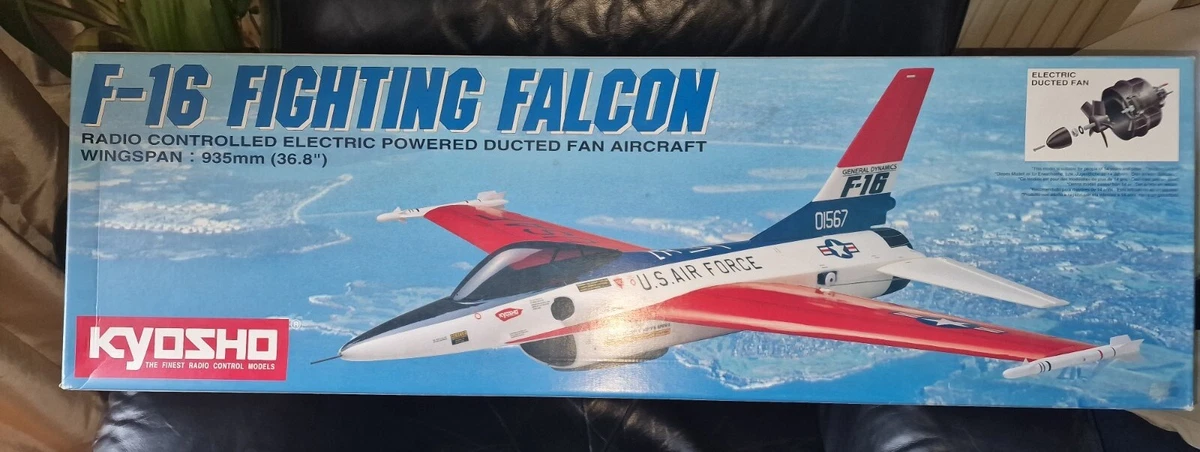 F-16 FIGHTING FALCON
RADIO CONTROLLED ELECTRIC POWERED DUCTED FAN AIRCRAFT
WINGSPAN : 935mm (36.8")
ELECTRIC
DUCTED FAN
GENERAL DYNAMICS
F-16
01567
U.S. AIR FORCE
KYOSHO
THE FINEST RADIO CONTROL MODELS